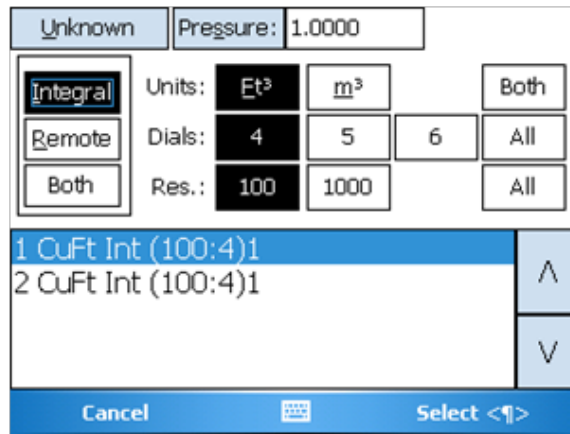 Unknown Pressure: 1.0000
Integral Units: Ft³ m³ Both
Remote Dials: 4 5 6 All
Both Res.: 100 1000 All
1 CuFt Int (100:4)1
2 CuFt Int (100:4)1
Cancel Select <¶>